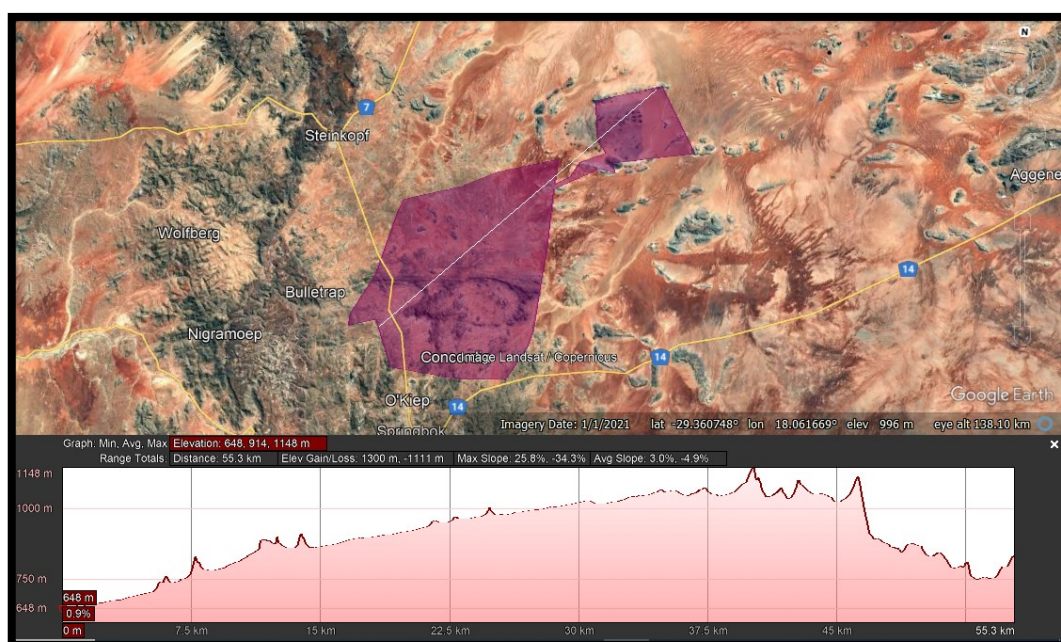 N
7
Steinkopf
Aggene
Wolfberg
14
Bulletrap
Nigramoep
14
Image Landsat / Copernicus
Google Earth
O'Kiep
14
Springbok
Imagery Date: 1/1/2021 lat -29.360748° lon 18.061669° elev 996 m eye alt 138.10 km
Graph: Min, Avg, Max Elevation: 648, 914, 1148 m
Range Totals: Distance: 55.3 km Elev Gain/Loss: 1300 m, -1111 m Max Slope: 25.8%, -34.3% Avg Slope: 3.0%, -4.9%
1148 m
1000 m
750 m
648 m
648 m
0.9%
0 m 7.5 km 15 km 22.5 km 30 km 37.5 km 45 km 55.3 km